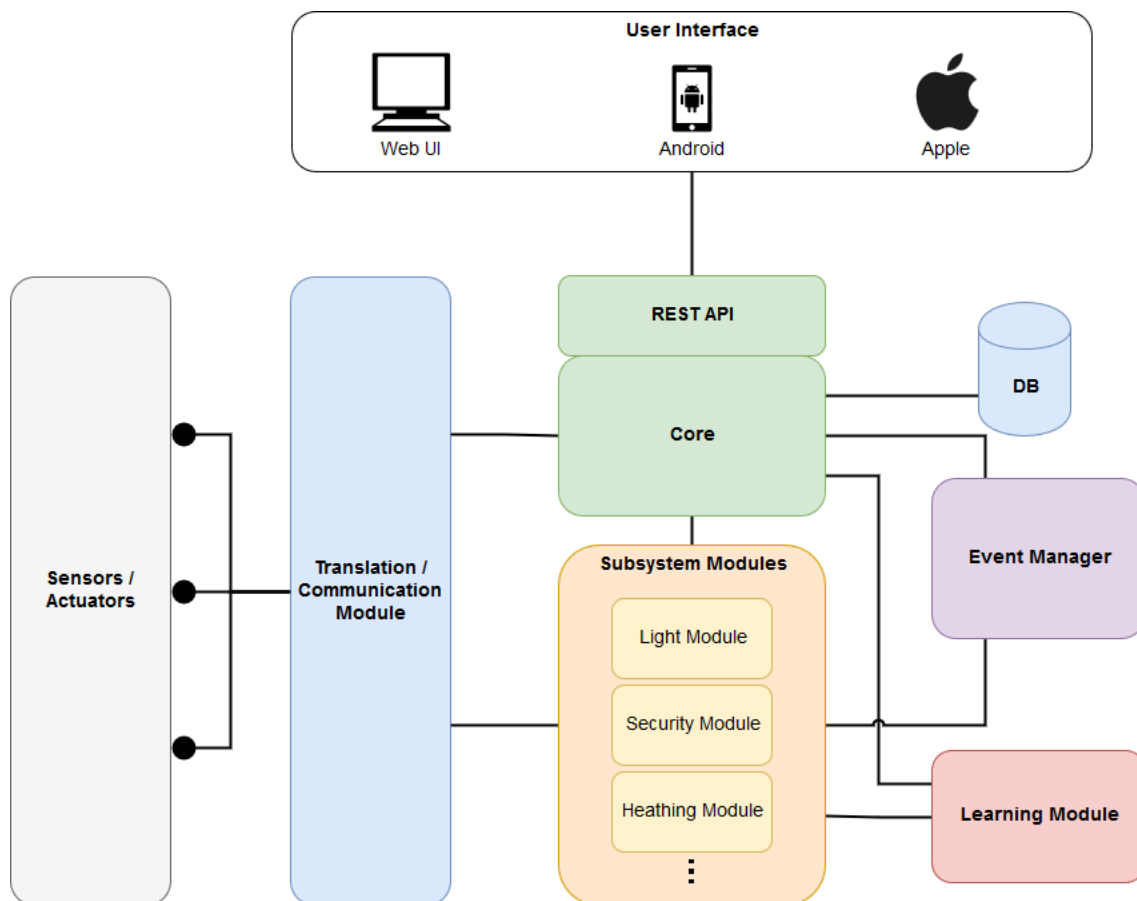 User Interface
Web UI
Android
Apple
REST API
DB
Core
Sensors /
Actuators
Translation /
Communication
Module
Subsystem Modules
Light Module
Security Module
Heathing Module
Event Manager
Learning Module